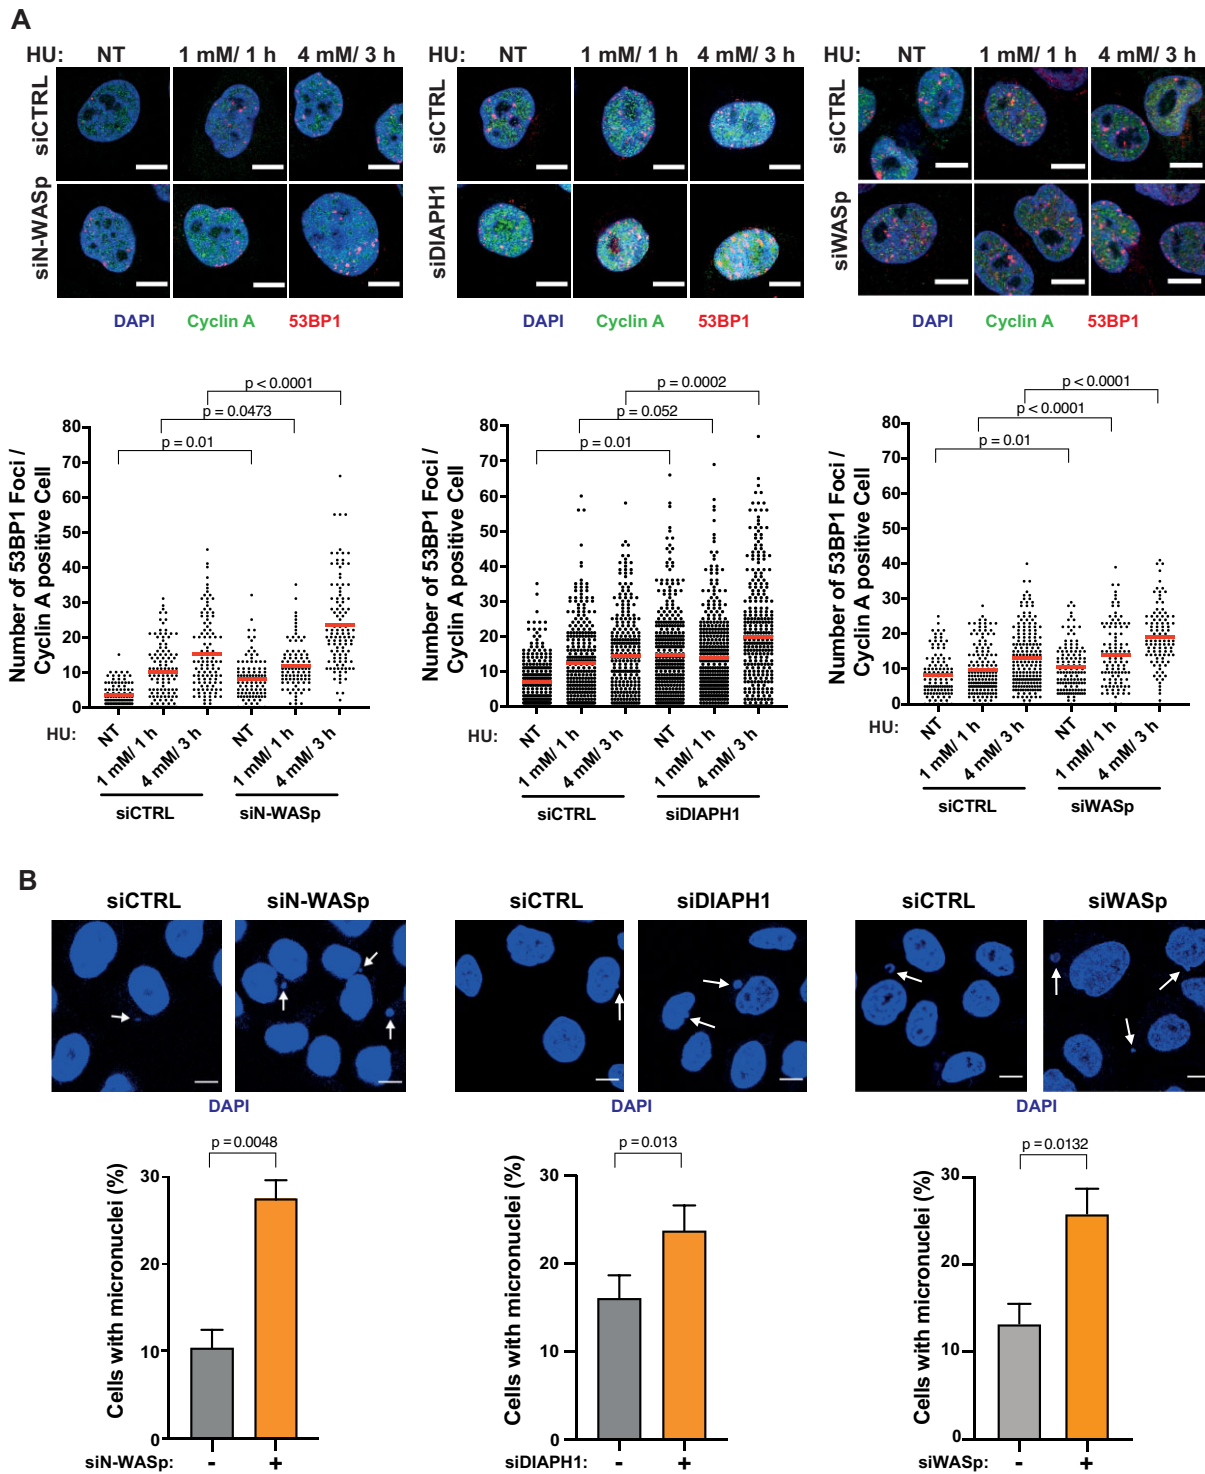 A
HU: NT 1 mM/ 1 h 4 mM/ 3 h
siCTRL
siN-WASp
DAPI Cyclin A 53BP1
HU: NT 1 mM/ 1 h 4 mM/ 3 h
siCTRL
siDIAPH1
DAPI Cyclin A 53BP1
HU: NT 1 mM/ 1 h 4 mM/ 3 h
siCTRL
siWASp
DAPI Cyclin A 53BP1
Number of 53BP1 Foci /
Cyclin A positive Cell
p < 0.0001
p = 0.0473
p = 0.01
80
70
60
50
40
30
20
10
0
HU: NT 1 mM/ 1 h 4 mM/ 3 h NT 1 mM/ 1 h 4 mM/ 3 h
siCTRL siN-WASp
Number of 53BP1 Foci /
Cyclin A positive Cell
p = 0.0002
p = 0.052
p = 0.01
80
70
60
50
40
30
20
10
0
HU: NT 1 mM/ 1 h 4 mM/ 3 h NT 1 mM/ 1 h 4 mM/ 3 h
siCTRL siDIAPH1
Number of 53BP1 Foci /
Cyclin A positive Cell
p <0.0001
p <0.0001
p = 0.01
80
70
60
50
40
30
20
10
0
HU: NT 1 mM/ 1 h 4 mM/ 3 h NT 1 mM/ 1 h 4 mM/ 3 h
siCTRL siWASp
B
siCTRL siN-WASp
DAPI
siCTRL siDIAPH1
DAPI
siCTRL siWASp
DAPI
Cells with micronuclei (%)
p = 0.0048
30
20
10
0
siN-WASp: - +
Cells with micronuclei (%)
p = 0.013
30
20
10
0
siDIAPH1: - +
Cells with micronuclei (%)
p = 0.0132
30
20
10
0
siWASp: - +